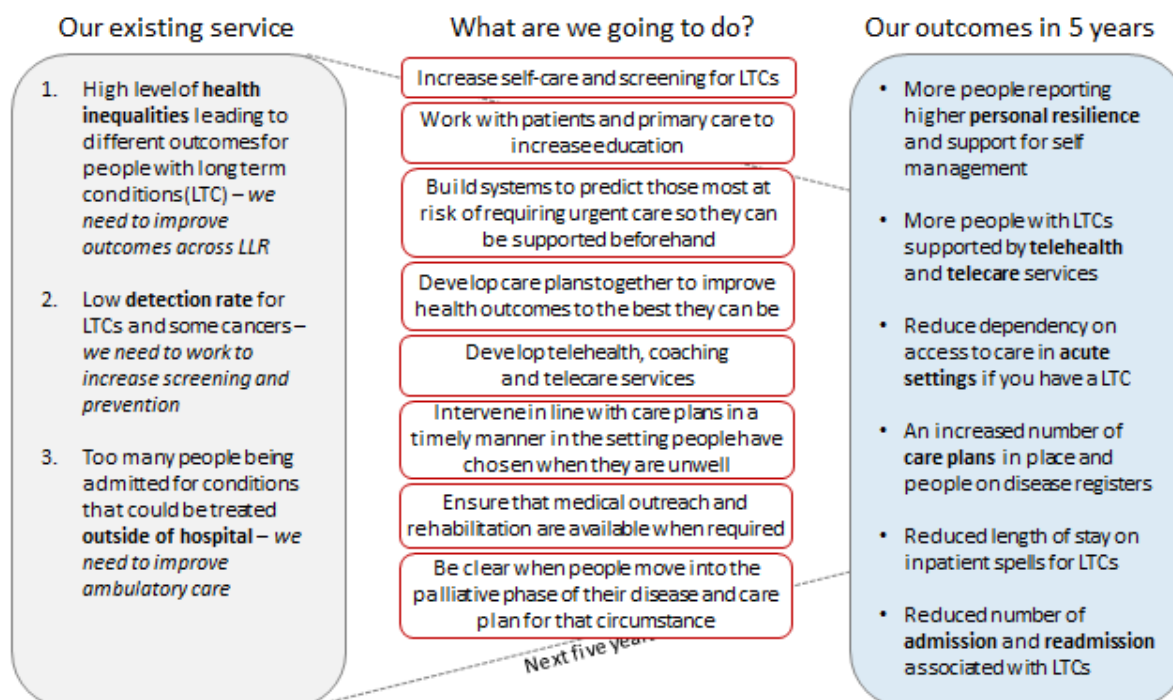 Our existing service
1. High level of health
inequalities leading to
different outcomes for
people with long term
conditions (LTC) – we
need to improve
outcomes across LLR
2. Low detection rate for
LTCs and some cancers –
we need to work to
increase screening and
prevention
3. Too many people being
admitted for conditions
that could be treated
outside of hospital – we
need to improve
ambulatory care
What are we going to do?
Increase self-care and screening for LTCs
Work with patients and primary care to
increase education
Build systems to predict those most at
risk of requiring urgent care so they can
be supported beforehand
Develop care plans together to improve
health outcomes to the best they can be
Develop telehealth, coaching
and telecare services
Intervene in line with care plans in a
timely manner in the setting people have
chosen when they are unwell
Ensure that medical outreach and
rehabilitation are available when required
Be clear when people move into the
palliative phase of their disease and care
plan for that circumstance
Next five years
Our outcomes in 5 years
• More people reporting
higher personal resilience
and support for self
management
• More people with LTCs
supported by telehealth
and telecare services
• Reduce dependency on
access to care in acute
settings if you have a LTC
• An increased number of
care plans in place and
people on disease registers
• Reduced length of stay on
inpatient spells for LTCs
• Reduced number of
admission and readmission
associated with LTCs